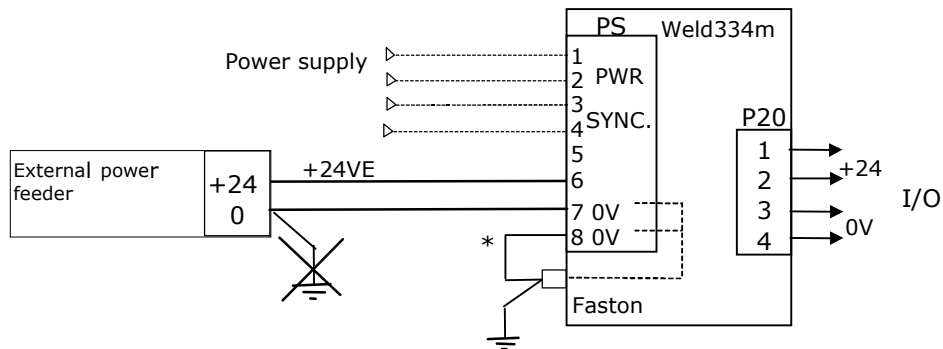 PS
Weld334m
Power supply
1
2
PWR
3
4
SYNC.
5
6
7 0V
8 0V
P20
1
2
3
4
+24
0V
I/O
External power
feeder
+24
0
+24VE
*
Faston